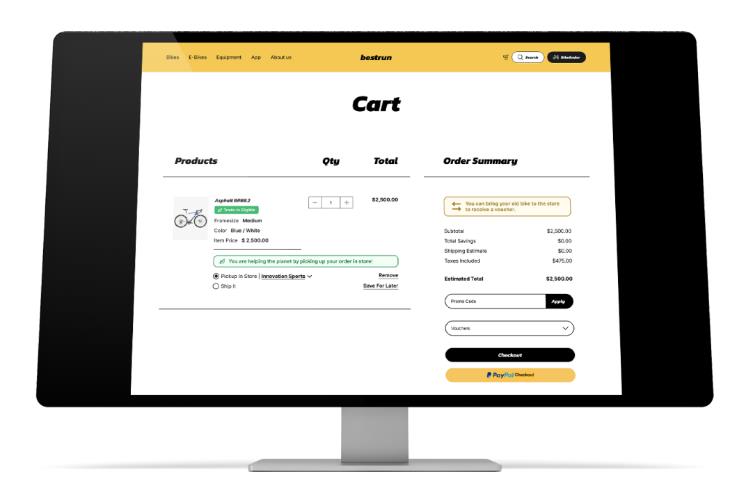 Bikes E-Bikes Equipment App About us bestrun Search Bikefinder
Cart
Products Qty Total
Asphalt BR88.2 − 1 + $2,500.00
Trade-in Eligible
Framesize Medium
Color Blue / White
Item Price $ 2,500.00
You are helping the planet by picking up your order in store!
Pickup in Store | Innovation Sports Remove
Ship it Save For Later
Order Summary
You can bring your old bike to the store
to receive a voucher.
Subtotal $2,500.00
Total Savings $0.00
Shipping Estimate $0.00
Taxes Included $475.00
Estimated Total $2,500.00
Promo Code Apply
Vouchers
Checkout
PayPal Checkout